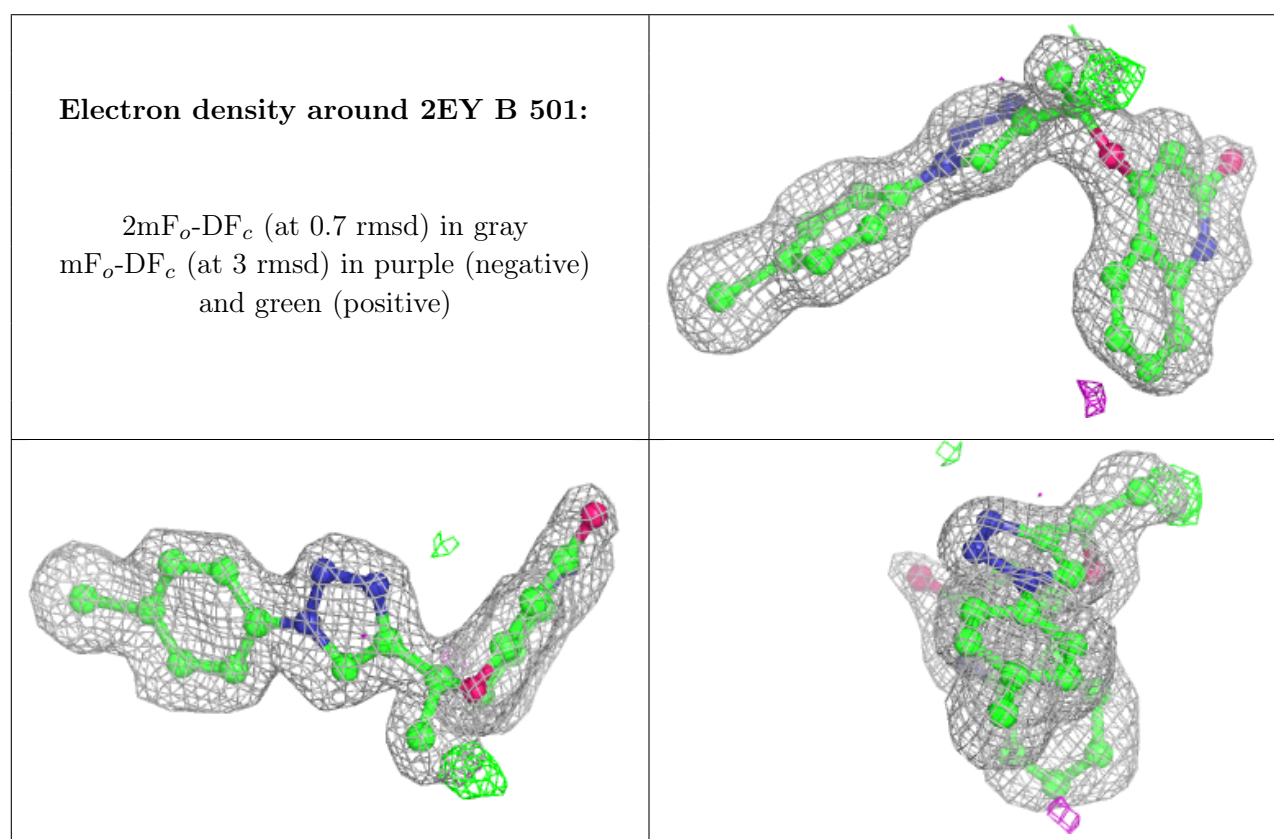 Electron density around 2EY B 501:
2mFo-DFc (at 0.7 rmsd) in gray
mFo-DFc (at 3 rmsd) in purple (negative)
and green (positive)